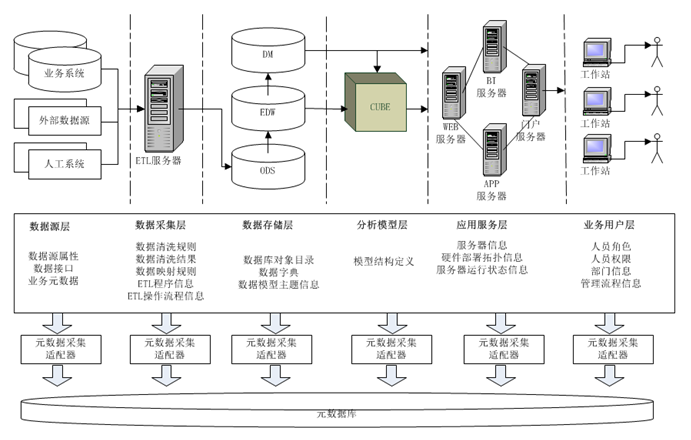 业务系统
外部数据源
人工系统
ETL服务器
DM
EDW
ODS
CUBE
BI
服务器
WEB
服务器
门户
服务器
APP
服务器
工作站
工作站
工作站
数据源层
数据源属性
数据接口
业务元数据
数据采集层
数据清洗规则
数据清洗结果
数据映射规则
ETL程序信息
ETL操作流程信息
数据存储层
数据库对象目录
数据字典
数据模型主题信息
分析模型层
模型结构定义
应用服务层
服务器信息
硬件部署拓扑信息
服务器运行状态信息
业务用户层
人员角色
人员权限
部门信息
管理流程信息
元数据采集
适配器
元数据采集
适配器
元数据采集
适配器
元数据采集
适配器
元数据采集
适配器
元数据采集
适配器
元数据库